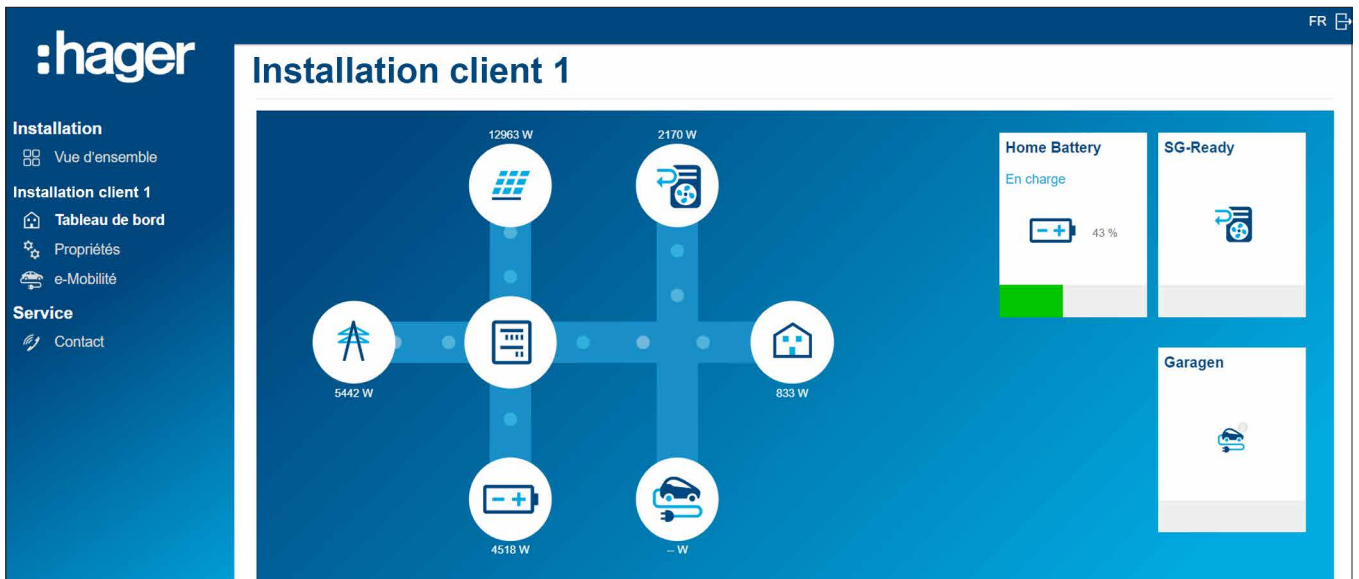 FR
:hager
Installation client 1
Installation
Vue d'ensemble
Installation client 1
Tableau de bord
Propriétés
e-Mobilité
Service
Contact
12963 W
2170 W
5442 W
833 W
4518 W
-- W
Home Battery
En charge
43 %
SG-Ready
Garagen